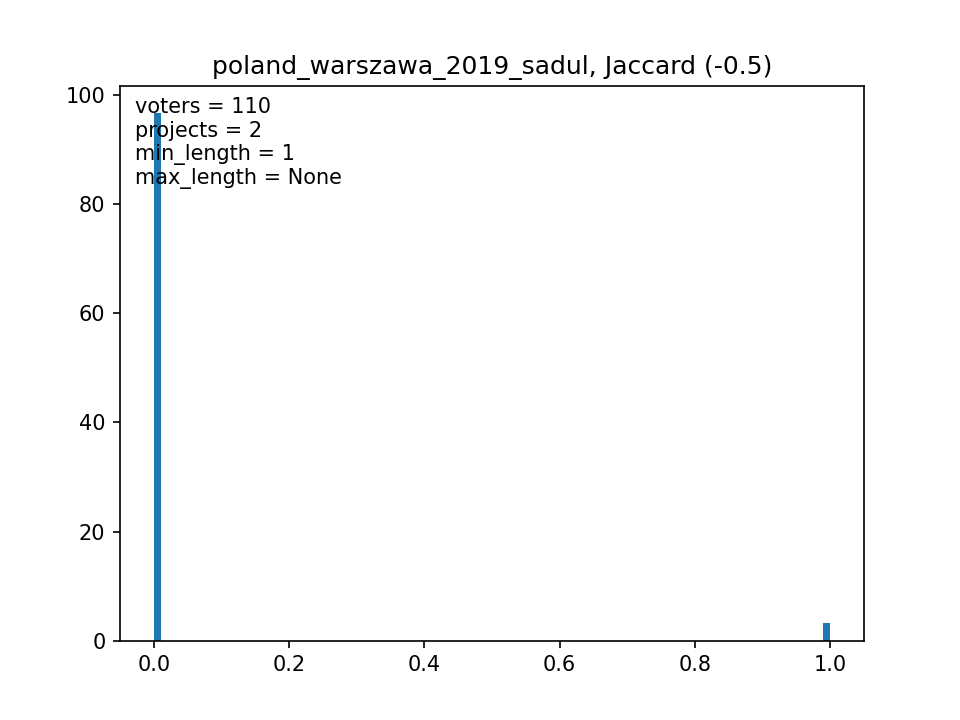 poland_warszawa_2019_sadul, Jaccard (-0.5)
voters = 110
projects = 2
min_length = 1
max_length = None
100
80
60
40
20
0
0.0 0.2 0.4 0.6 0.8 1.0